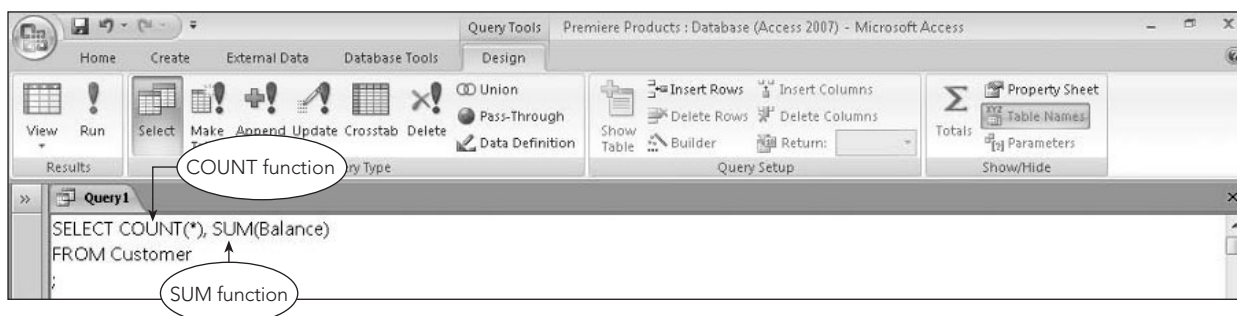 Query Tools Premiere Products : Database (Access 2007) - Microsoft Access
Home Create External Data Database Tools Design
View
Run
Select
Make
Append
Update
Crosstab
Delete
Union
Pass-Through
Data Definition
Show
Table
Insert Rows
Delete Rows
Builder
Insert Columns
Delete Columns
Return:
Totals
Property Sheet
Table Names
Parameters
Results
Query Setup
Show/Hide
COUNT function
Query1
SELECT COUNT(*), SUM(Balance)
FROM Customer
;
SUM function